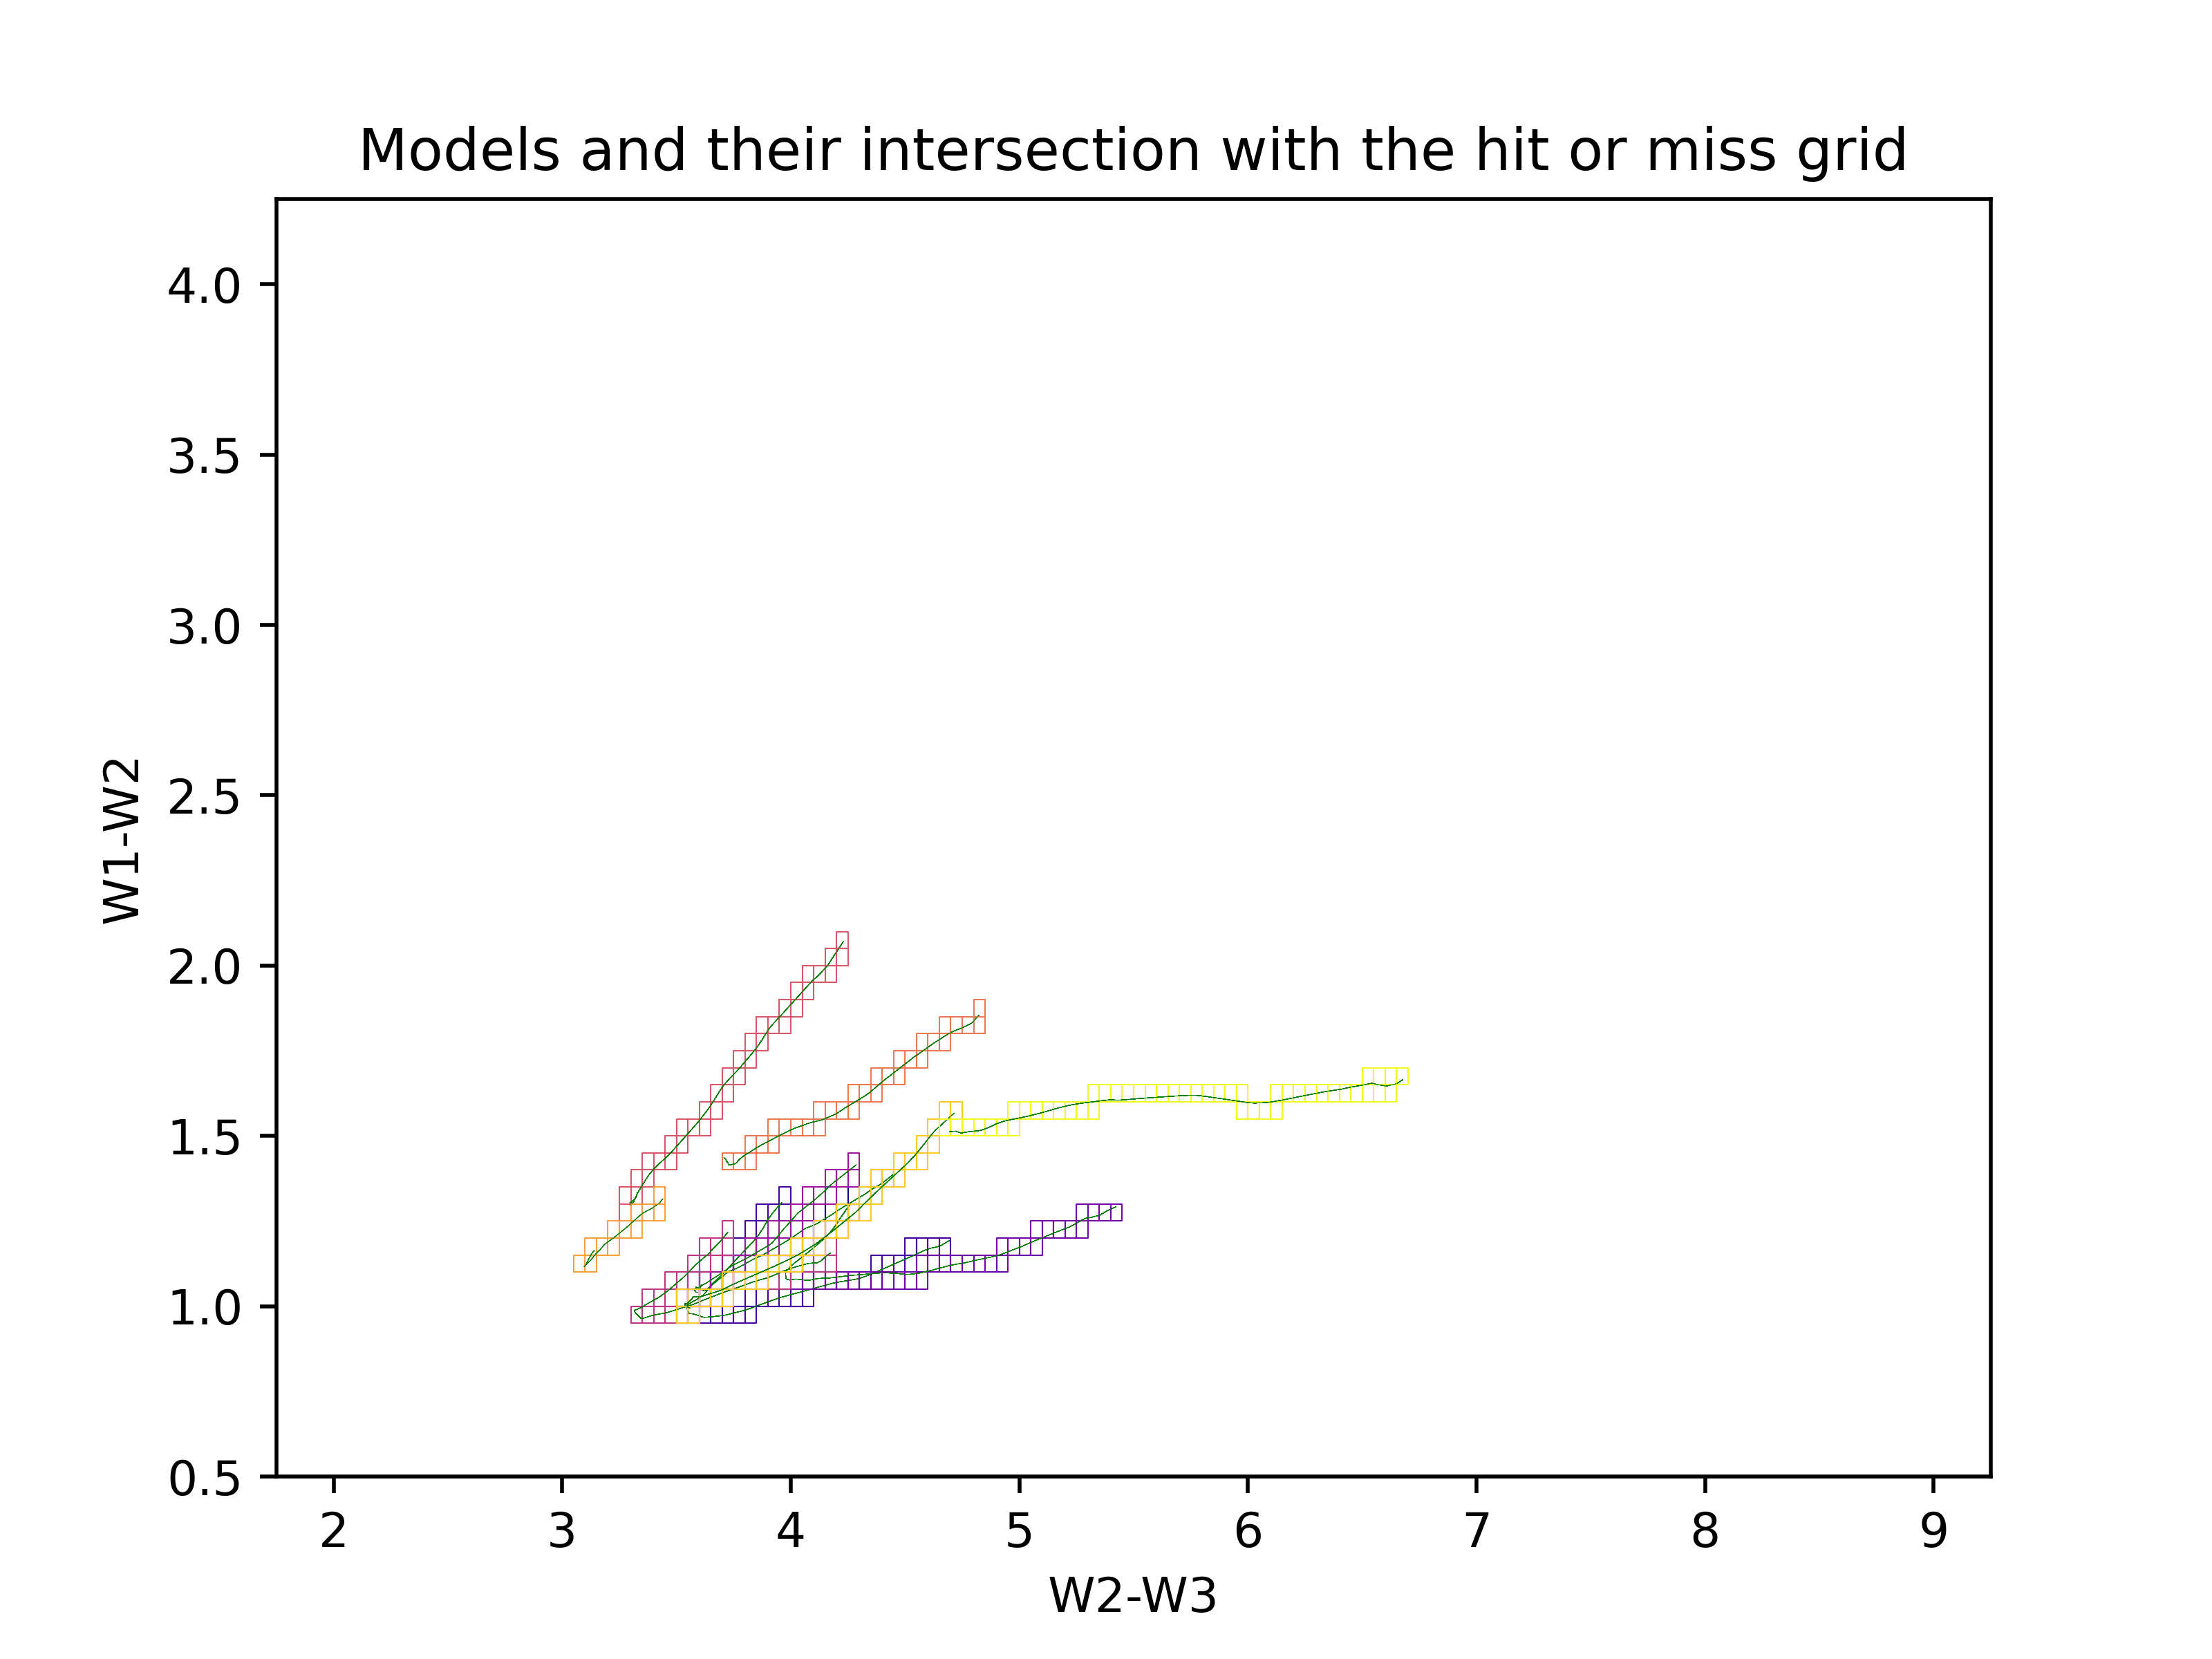 Models and their intersection with the hit or miss grid
4.0
3.5
3.0
2.5
2.0
1.5
1.0
0.5
W1-W2
2 3 4 5 6 7 8 9
W2-W3